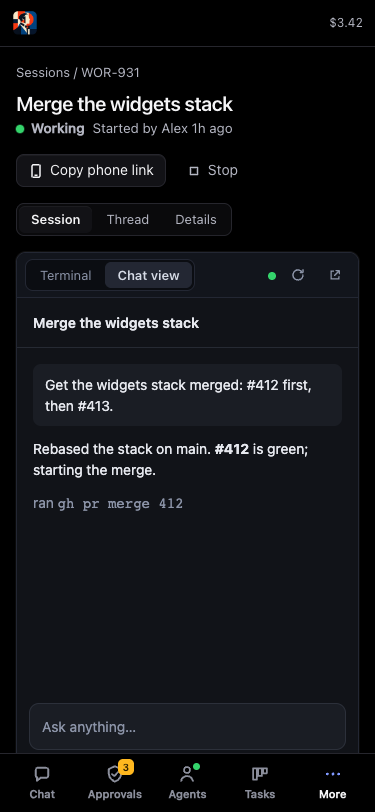 $3.42
Sessions / WOR-931
Merge the widgets stack
Working Started by Alex 1h ago
Copy phone link
Stop
Session
Thread
Details
Terminal
Chat view
Merge the widgets stack
Get the widgets stack merged: #412 first,
then #413.
Rebased the stack on main. #412 is green;
starting the merge.
ran gh pr merge 412
Ask anything...
3
Chat
Approvals
Agents
Tasks
More